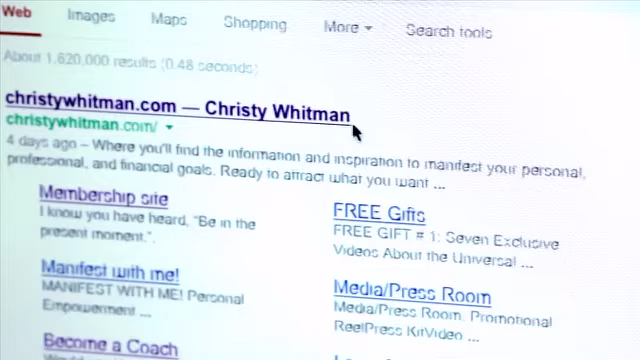 Web Images Maps Shopping More Search tools
About 1,620,000 results (0.48 seconds)
christywhitman.com — Christy Whitman
christywhitman.com/
4 days ago – Where you'll find the information and inspiration to manifest your personal,
professional, and financial goals. Ready to attract what you want ...
Membership site
I know you have heard, "Be in the
present moment.".
FREE Gifts
FREE GIFT # 1: Seven Exclusive
Videos About the Universal ...
Manifest with me!
MANIFEST WITH ME! Personal
Empowerment ...
Media/Press Room
Media/Press Room. Promotional
ReelPress KitVideo ...
Become a Coach